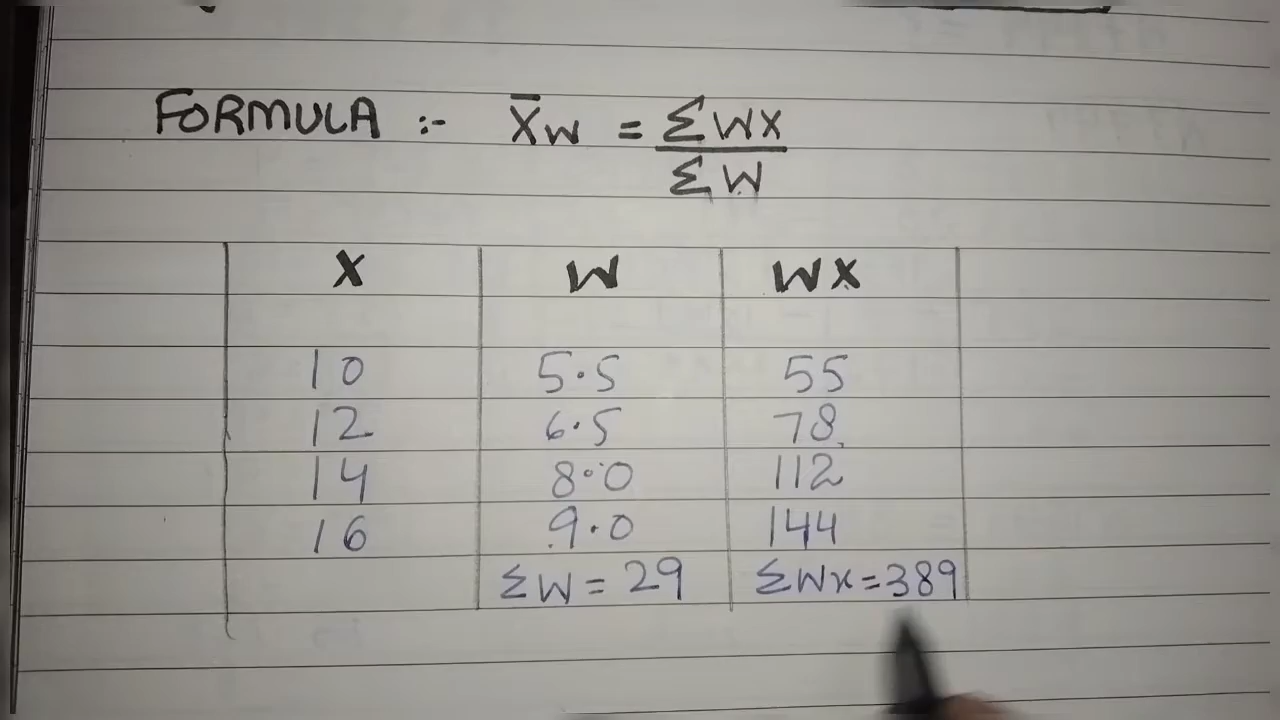 FORMULA :- X̄w = ΣWX / ΣW
X W WX
10 5.5 55
12 6.5 78
14 8.0 112
16 9.0 144
ΣW = 29 ΣWx = 389